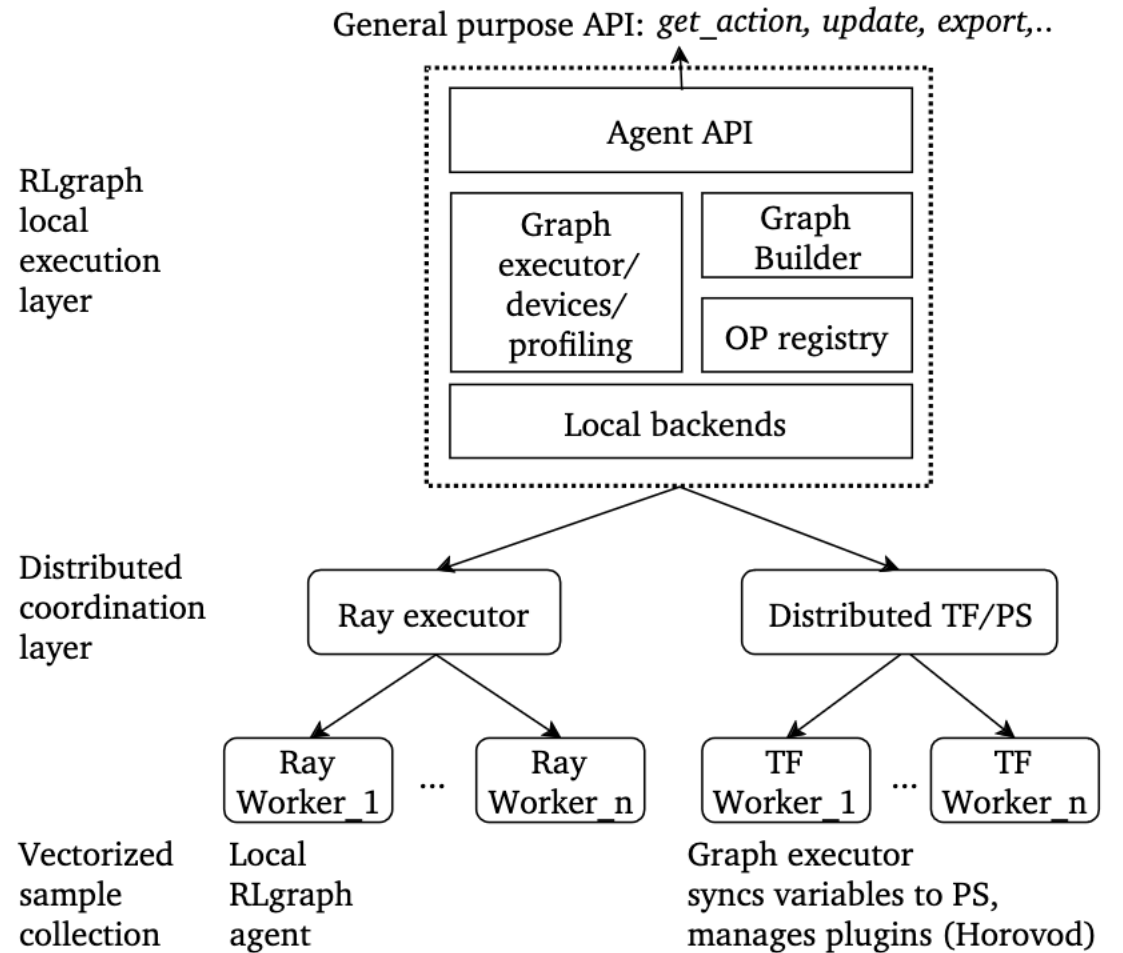 General purpose API: get_action, update, export,..
RLgraph
local
execution
layer
Agent API
Graph
executor/
devices/
profiling
Graph
Builder
OP registry
Local backends
Distributed
coordination
layer
Ray executor
Distributed TF/PS
Ray
Worker_1
...
Ray
Worker_n
TF
Worker_1
...
TF
Worker_n
Vectorized
sample
collection
Local
RLgraph
agent
Graph executor
syncs variables to PS,
manages plugins (Horovod)